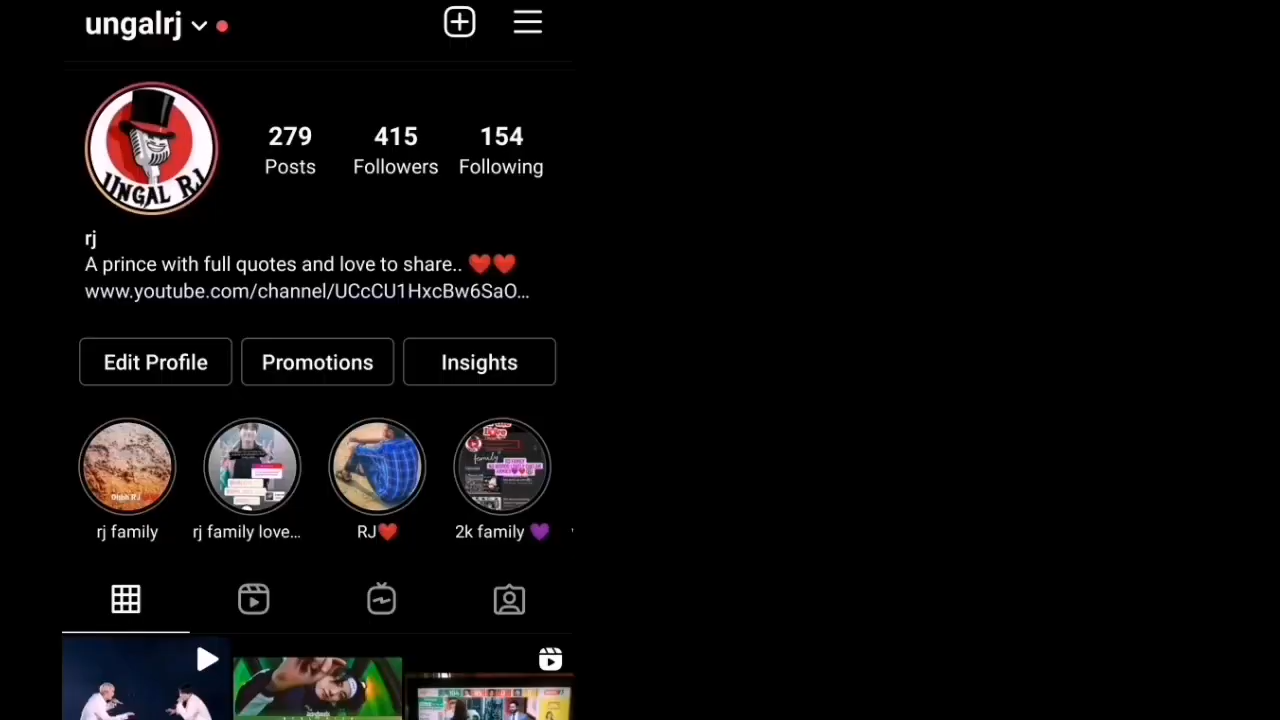 ungalrj
279 415 154
Posts Followers Following
UNGAL RJ
rj
A prince with full quotes and love to share.. ❤️❤️
www.youtube.com/channel/UCcCU1HxcBw6SaO...
Edit Profile Promotions Insights
family
rj family rj family love... RJ❤️ 2k family 💜